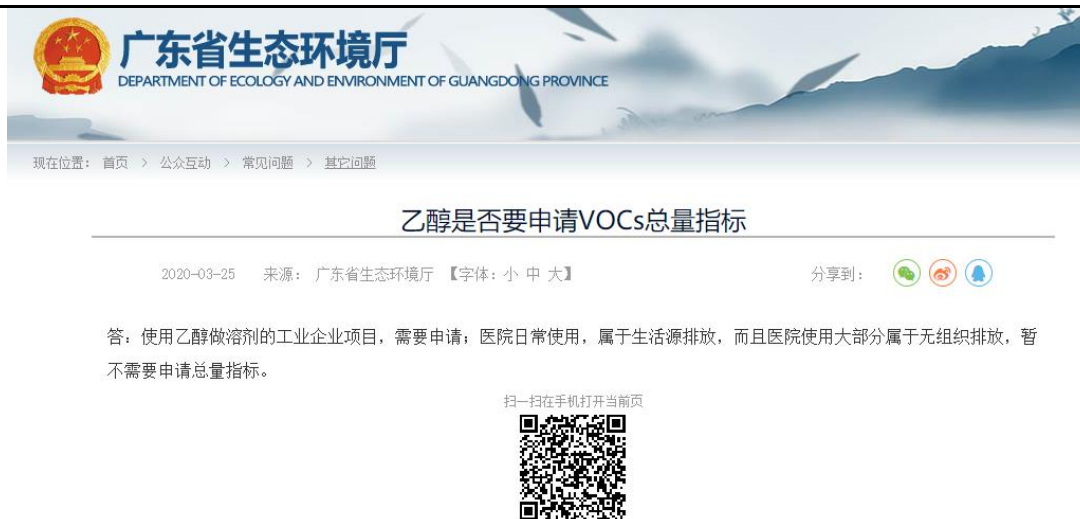 广东省生态环境厅
DEPARTMENT OF ECOLOGY AND ENVIRONMENT OF GUANGDONG PROVINCE
现在位置： 首页 > 公众互动 > 常见问题 > 其它问题
乙醇是否要申请VOCs总量指标
2020-03-25 来源： 广东省生态环境厅 【字体：小 中 大】 分享到：
答：使用乙醇做溶剂的工业企业项目，需要申请；医院日常使用，属于生活源排放，而且医院使用大部分属于无组织排放，暂
不需要申请总量指标。
扫一扫在手机打开当前页